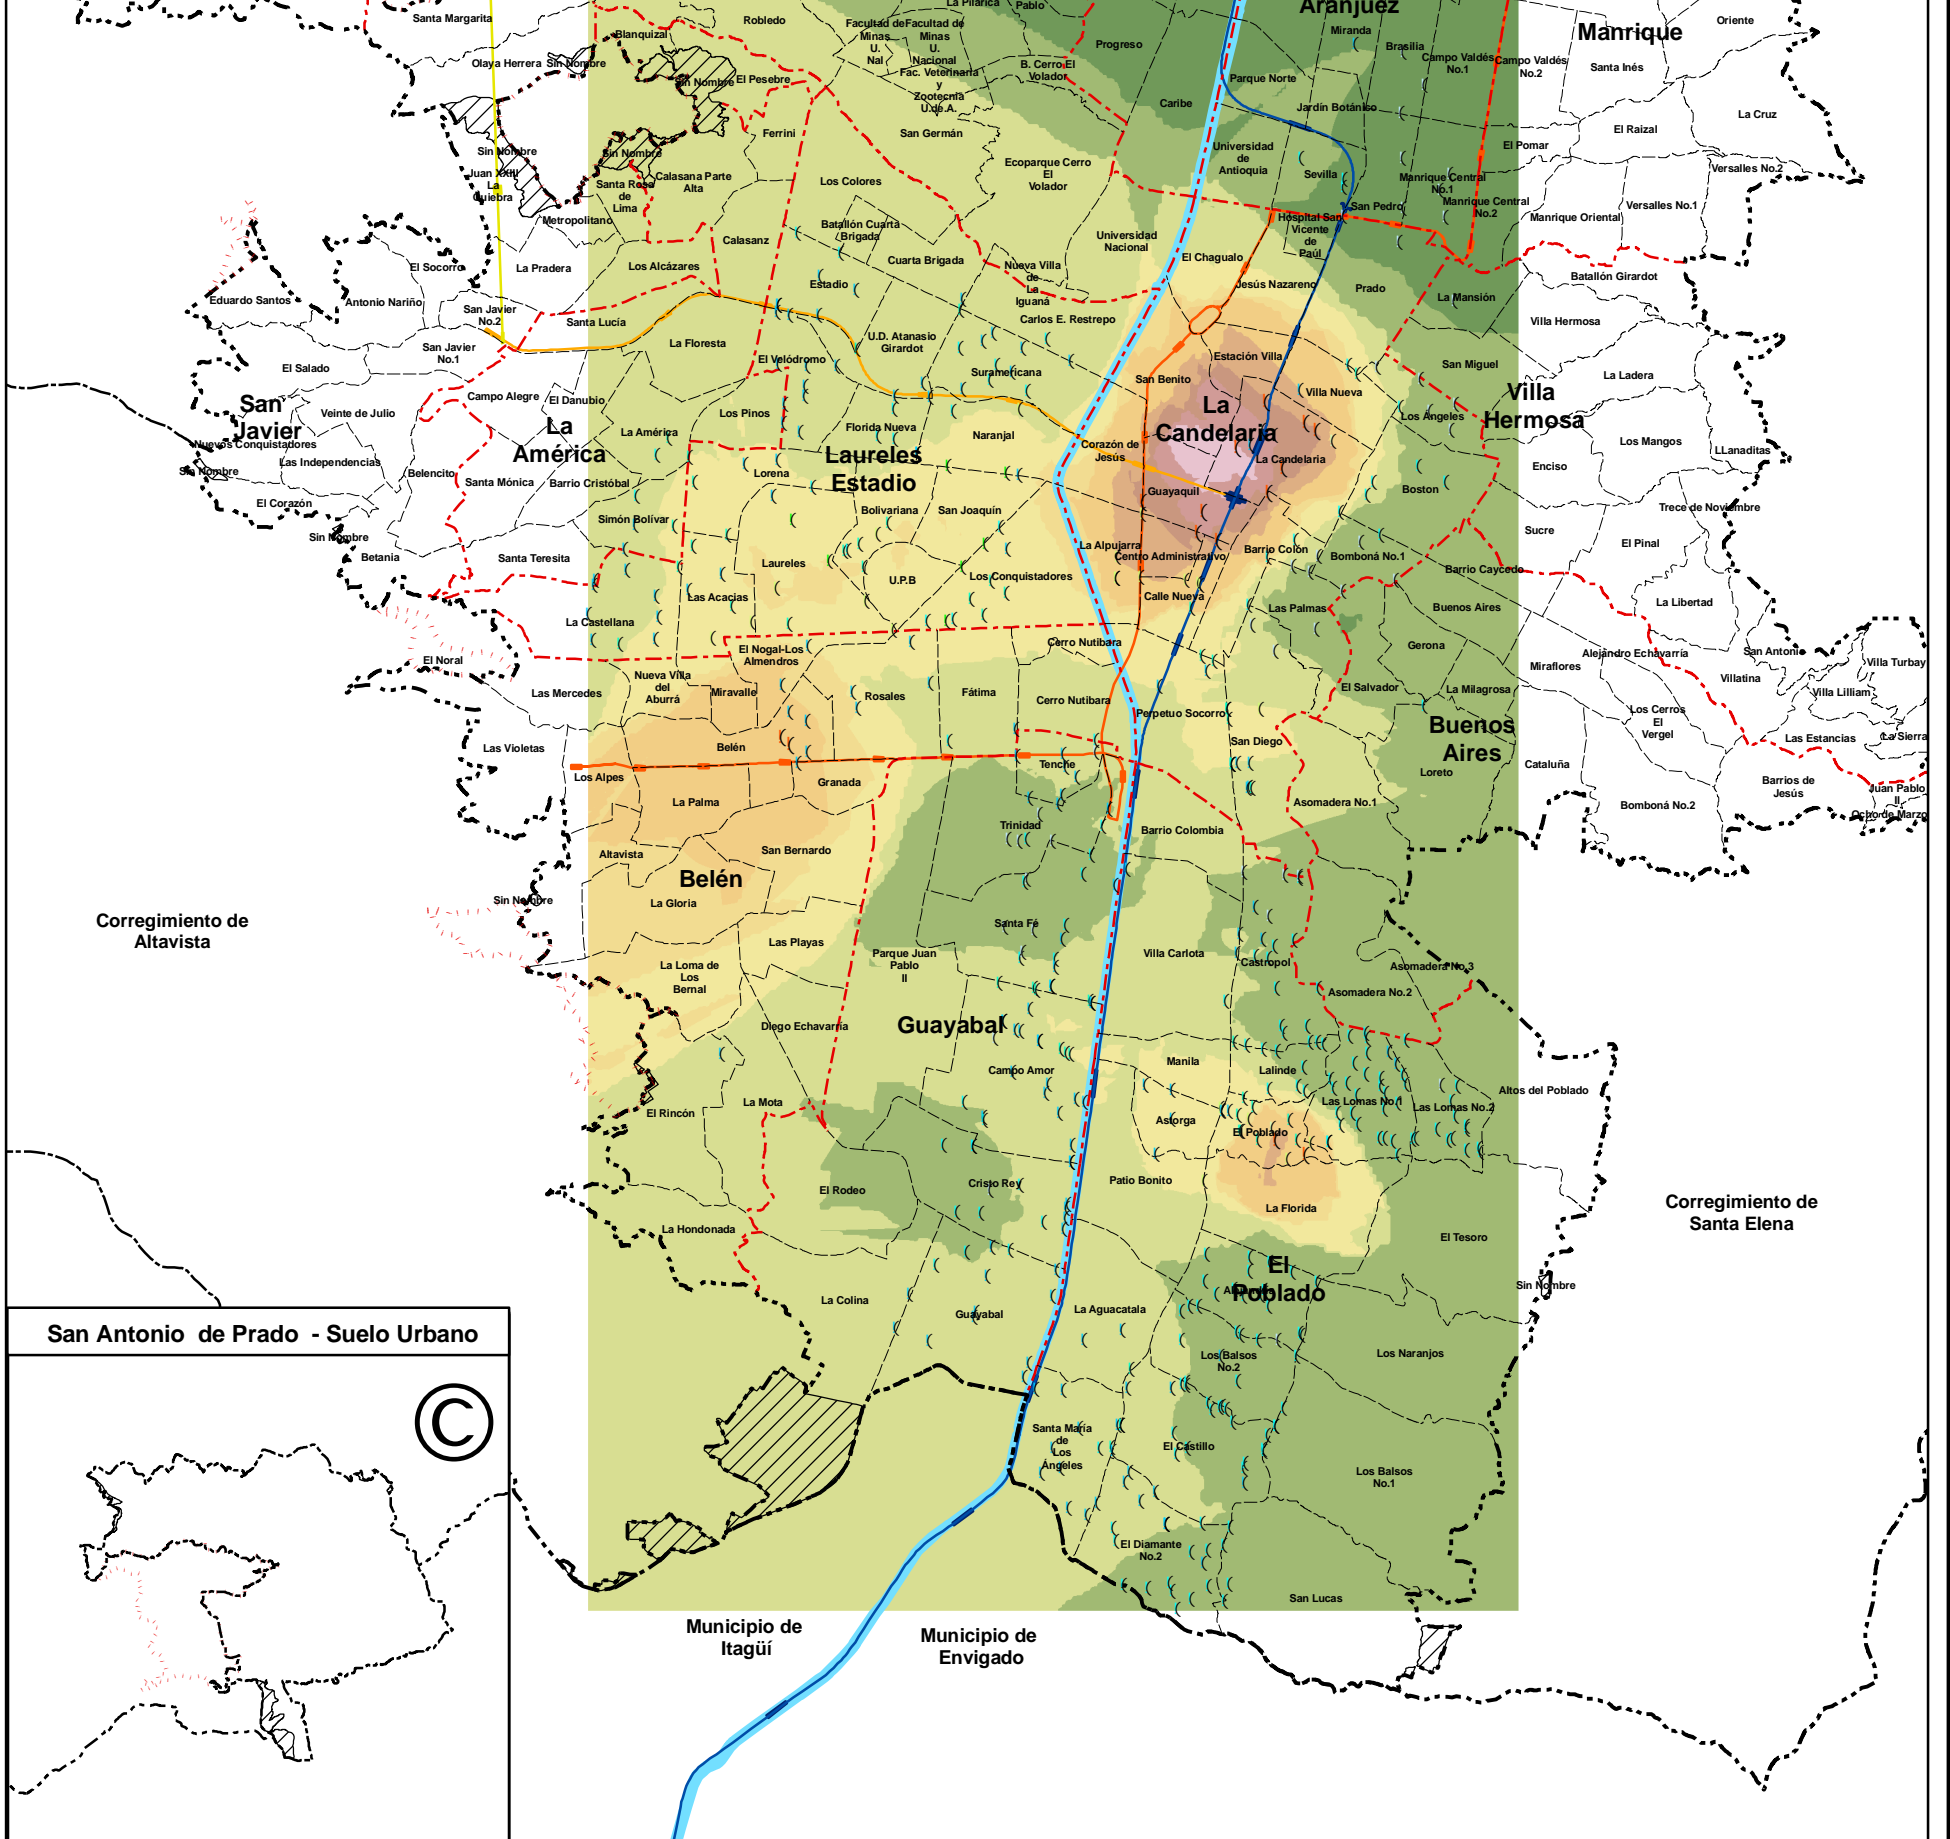 Santa Margarita
Robledo
Blanquizal
Facultad de
Minas
U.
Nal
Facultad de
Minas
U.
Nacional
Fac. Veterinaria
y
Zootecnia
U.de.A.
La Pilarica
Pablo
Progreso
B. Cerro El
Volador
Aranjuez
Miranda
Brasilia
Campo Valdés
No.1
Campo Valdés
No.2
Manrique
Oriente
Santa Inés
Olaya Herrera
Sin Nombre
Sin Nombre
El Pesebre
Parque Norte
Caribe
Jardín Botánico
La Cruz
El Raizal
El Pomar
Ferrini
San Germán
Sin Nombre
Sin Nombre
Juan XXIII
La
Quiebra
Santa Rosa
de
Lima
Calasana Parte
Alta
Los Colores
Ecoparque Cerro
El
Volador
Universidad
de
Antioquia
Sevilla
Manrique Central
No.1
Manrique Central
No.2
Versalles No.2
Versalles No.1
Manrique Oriental
Metropolitano
San Pedro
Hospital San
Vicente
de
Paúl
Batallón Cuarta
Brigada
Calasanz
Universidad
Nacional
El Chagualo
Cuarta Brigada
El Socorro
La Pradera
Los Alcázares
Nueva Villa
de
La
Iguaná
Batallón Girardot
Eduardo Santos
Antonio Nariño
Estadio
Jesús Nazareno
Prado
La Mansión
San Javier
No.2
Santa Lucía
Carlos E. Restrepo
Villa Hermosa
U.D. Atanasio
Girardot
La Floresta
San Javier
No.1
El Velódromo
Estación Villa
El Salado
Suramericana
San Benito
San Miguel
La Ladera
Villa
Hermosa
San
Javier
Campo Alegre
El Danubio
Villa Nueva
La
Candelaria
Veinte de Julio
Los Pinos
Los Ángeles
La
América
La América
Florida Nueva
Naranjal
Corazón de
Jesús
Nuevos Conquistadores
Los Mangos
LLanaditas
Laureles
Estadio
Las Independencias
Sin Nombre
Belencito
Lorena
La Candelaria
Enciso
Santa Mónica
Barrio Cristóbal
Guayaquil
Boston
El Corazón
Simón Bolívar
Bolivariana
San Joaquín
Trece de Noviembre
Sin Nombre
Sucre
El Pinal
Betania
Santa Teresita
La Alpujarra
Centro Administrativo
Barrio Colón
Bomboná No.1
Laureles
U.P.B
Los Conquistadores
Barrio Caycedo
Las Acacias
Calle Nueva
Las Palmas
Buenos Aires
La Libertad
La Castellana
Cerro Nutibara
El Nogal-Los
Almendros
Gerona
El Noral
Miraflores
Alejandro Echavarría
San Antonio
Villa Turbay
Las Mercedes
Nueva Villa
del
Aburrá
Miravalle
Rosales
Fátima
Cerro Nutibara
El Salvador
La Milagrosa
Villatina
Villa Lilliam
Perpetuo Socorro
Los Cerros
El
Vergel
Buenos
Aires
Las Violetas
Belén
San Diego
Las Estancias
La Sierra
Los Alpes
Granada
Tenche
Loreto
Cataluña
Barrios de
Jesús
Juan Pablo
II
Ocho de Marzo
La Palma
Asomadera No.1
Bomboná No.2
Trinidad
Barrio Colombia
Altavista
San Bernardo
Belén
Sin Nombre
La Gloria
Corregimiento de
Altavista
Santa Fé
Las Playas
Parque Juan
Pablo
II
Villa Carlota
Castropol
Asomadera No.3
La Loma de
Los
Bernal
Asomadera No.2
Diego Echavarría
Guayabal
Manila
Lalinde
Campo Amor
Altos del Poblado
La Mota
El Rincón
Las Lomas No.1
Las Lomas No.2
Astorga
El Poblado
El Rodeo
Cristo Rey
Patio Bonito
La Florida
Corregimiento de
Santa Elena
La Hondonada
El Tesoro
El
Poblado
Sin Nombre
La Colina
Guayabal
La Aguacatala
San Antonio de Prado - Suelo Urbano
Los Balsos
No.2
Los Naranjos
©
Santa María
de
Los
Ángeles
El Castillo
Los Balsos
No.1
El Diamante
No.2
San Lucas
Municipio de
Itagüí
Municipio de
Envigado